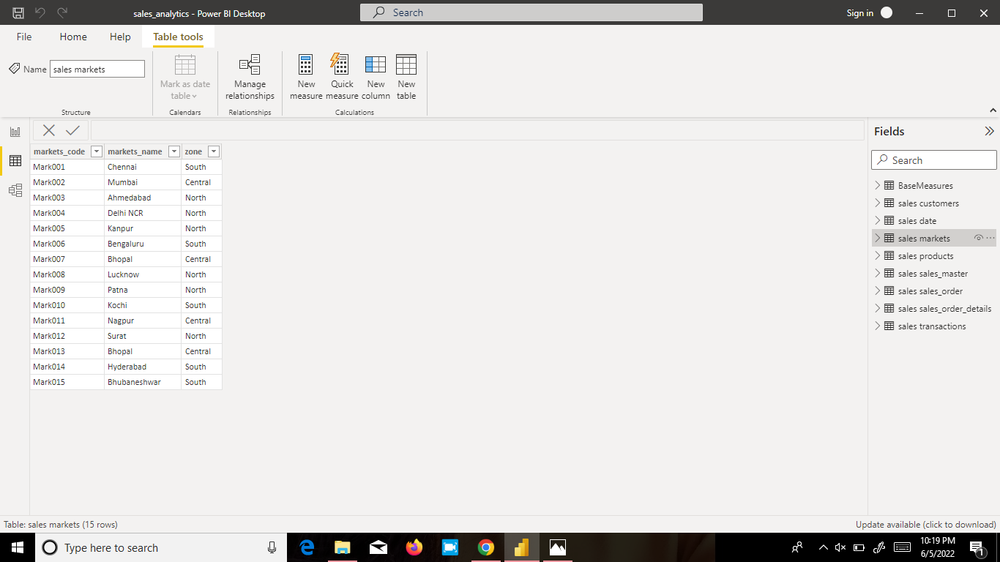 sales_analytics - Power BI Desktop
Search
Sign in
File
Home
Help
Table tools
Name
sales markets
Mark as date
table
Manage
relationships
New
measure
Quick
measure
New
column
New
table
Structure
Calendars
Relationships
Calculations
markets_code markets_name zone
Mark001 Chennai South
Mark002 Mumbai Central
Mark003 Ahmedabad North
Mark004 Delhi NCR North
Mark005 Kanpur North
Mark006 Bengaluru South
Mark007 Bhopal Central
Mark008 Lucknow North
Mark009 Patna North
Mark010 Kochi South
Mark011 Nagpur Central
Mark012 Surat North
Mark013 Bhopal Central
Mark014 Hyderabad South
Mark015 Bhubaneshwar South
Fields
Search
BaseMeasures
sales customers
sales date
sales markets
sales products
sales sales_master
sales sales_order
sales sales_order_details
sales transactions
Table: sales markets (15 rows)
Update available (click to download)
Type here to search
10:19 PM
6/5/2022
1